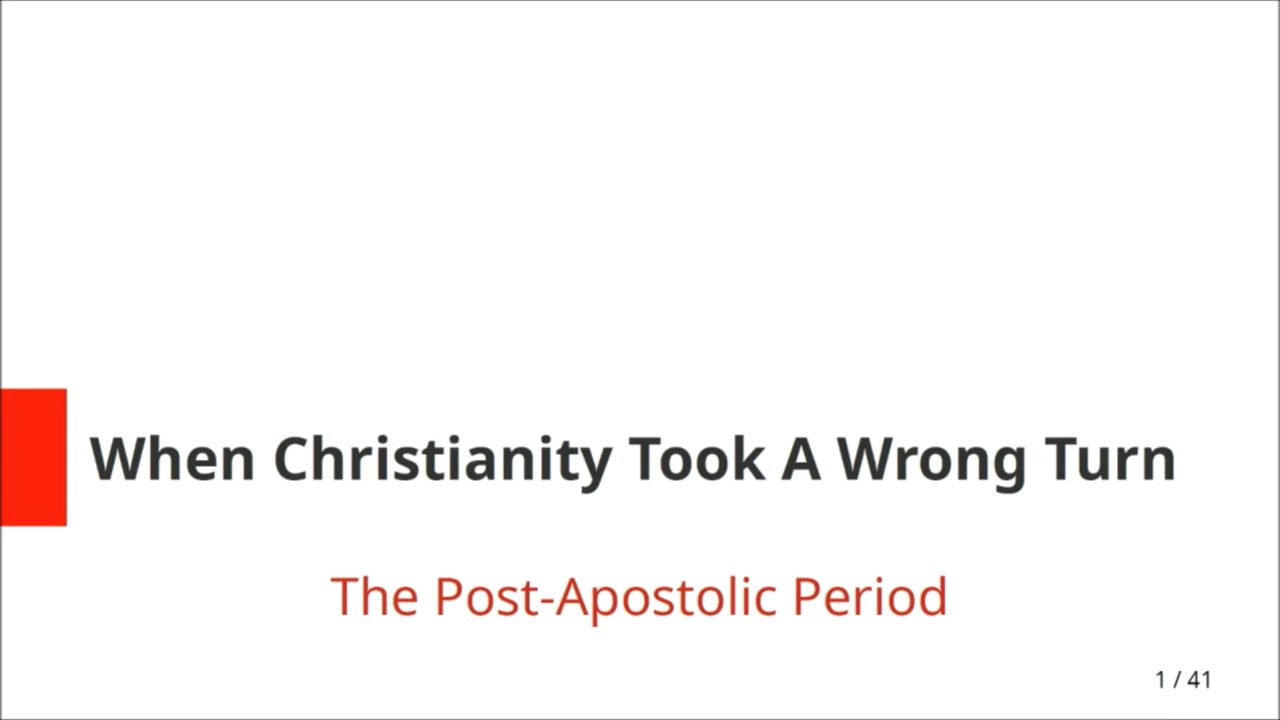 When Christianity Took A Wrong Turn
The Post-Apostolic Period
1 / 41